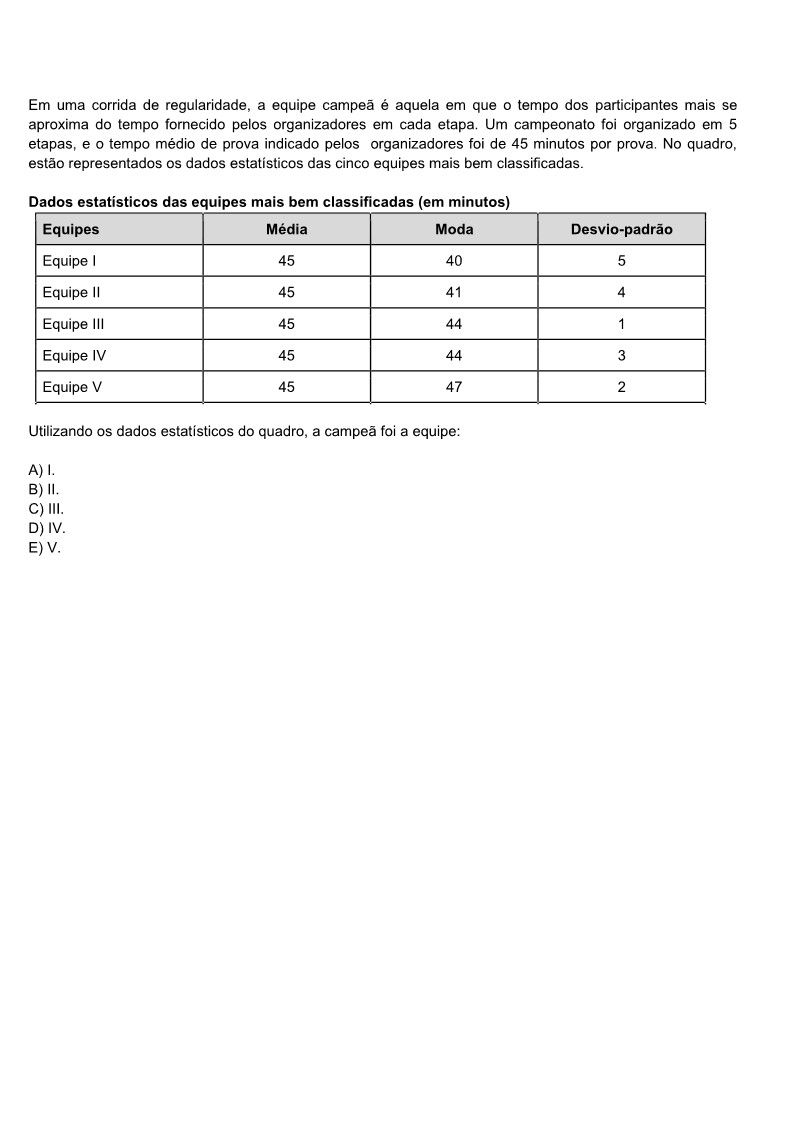 Em uma corrida de regularidade, a equipe campeã é aquela em que o tempo dos participantes mais se
aproxima do tempo fornecido pelos organizadores em cada etapa. Um campeonato foi organizado em 5
etapas, e o tempo médio de prova indicado pelos organizadores foi de 45 minutos por prova. No quadro,
estão representados os dados estatísticos das cinco equipes mais bem classificadas.
Dados estatísticos das equipes mais bem classificadas (em minutos)
Equipes Média Moda Desvio-padrão
Equipe I 45 40 5
Equipe II 45 41 4
Equipe III 45 44 1
Equipe IV 45 44 3
Equipe V 45 47 2
Utilizando os dados estatísticos do quadro, a campeã foi a equipe:
A) I.
B) II.
C) III.
D) IV.
E) V.